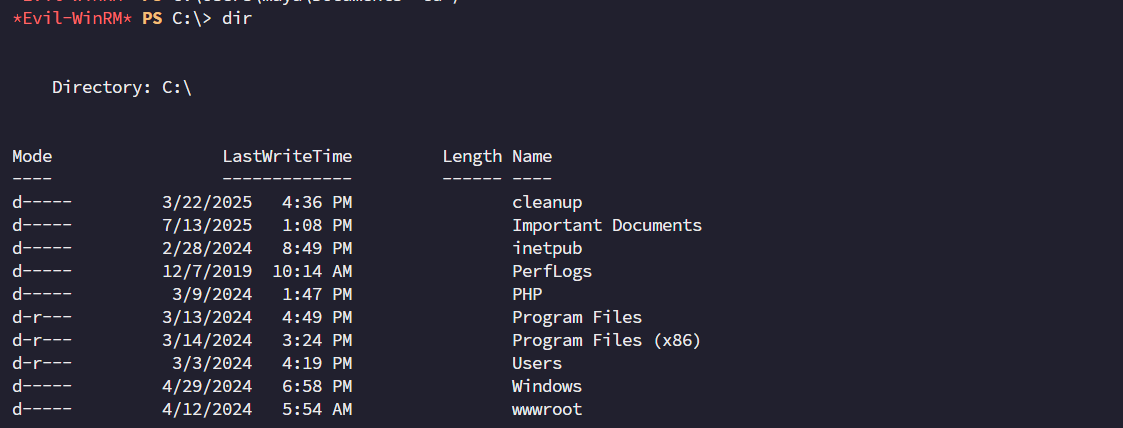 *Evil-WinRM* PS C:\> dir
Directory: C:\
Mode                 LastWriteTime         Length Name
----                 -------------         ------ ----
d-----         3/22/2025   4:36 PM                cleanup
d-----         7/13/2025   1:08 PM                Important Documents
d-----         2/28/2024   8:49 PM                inetpub
d-----         12/7/2019  10:14 AM                PerfLogs
d-----          3/9/2024   1:47 PM                PHP
d-r---         3/13/2024   4:49 PM                Program Files
d-r---         3/14/2024   3:24 PM                Program Files (x86)
d-r---          3/3/2024   4:19 PM                Users
d-----         4/29/2024   6:58 PM                Windows
d-----         4/12/2024   5:54 AM                wwwroot